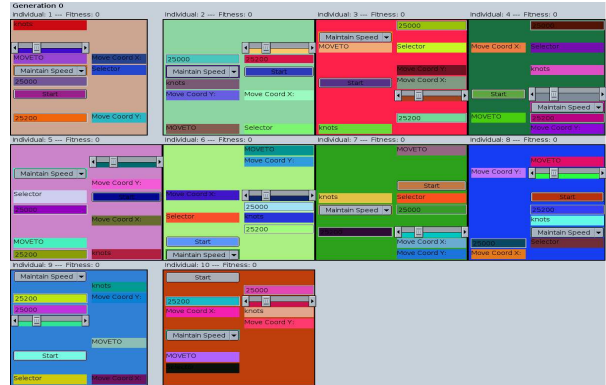 Generation 0
Individual: 1 --- Fitness: 0
knots
MOVETO
Move Coord X:
Maintain Speed
Selector
25000
Start
25200
Move Coord Y:
Individual: 2 --- Fitness: 0
25000
25200
Maintain Speed
Start
knots
Move Coord Y:
Move Coord X:
MOVETO
Selector
Individual: 3 --- Fitness: 0
25000
Maintain Speed
MOVETO
Selector
Move Coord Y:
Start
Move Coord X:
25200
knots
Individual: 4 --- Fitness: 0
25000
Move Coord X:
Selector
knots
Start
Maintain Speed
MOVETO
25200
Move Coord Y:
Individual: 5 --- Fitness: 0
Maintain Speed
Move Coord Y:
Selector
Start
25000
Move Coord X:
MOVETO
25200
knots
Individual: 6 --- Fitness: 0
MOVETO
Move Coord Y:
Move Coord X:
25000
Selector
knots
25200
Start
Maintain Speed
Individual: 7 --- Fitness: 0
MOVETO
Start
knots
Selector
Maintain Speed
25000
25200
Move Coord X:
Move Coord Y:
Individual: 8 --- Fitness: 0
MOVETO
Move Coord Y:
Start
25200
knots
Maintain Speed
25000
Selector
Move Coord X:
Individual: 9 --- Fitness: 0
Maintain Speed
knots
25200
Move Coord Y:
25000
MOVETO
Start
Selector
Move Coord X:
Individual: 10 --- Fitness: 0
Start
25000
25200
Move Coord X:
knots
Move Coord Y:
Maintain Speed
MOVETO